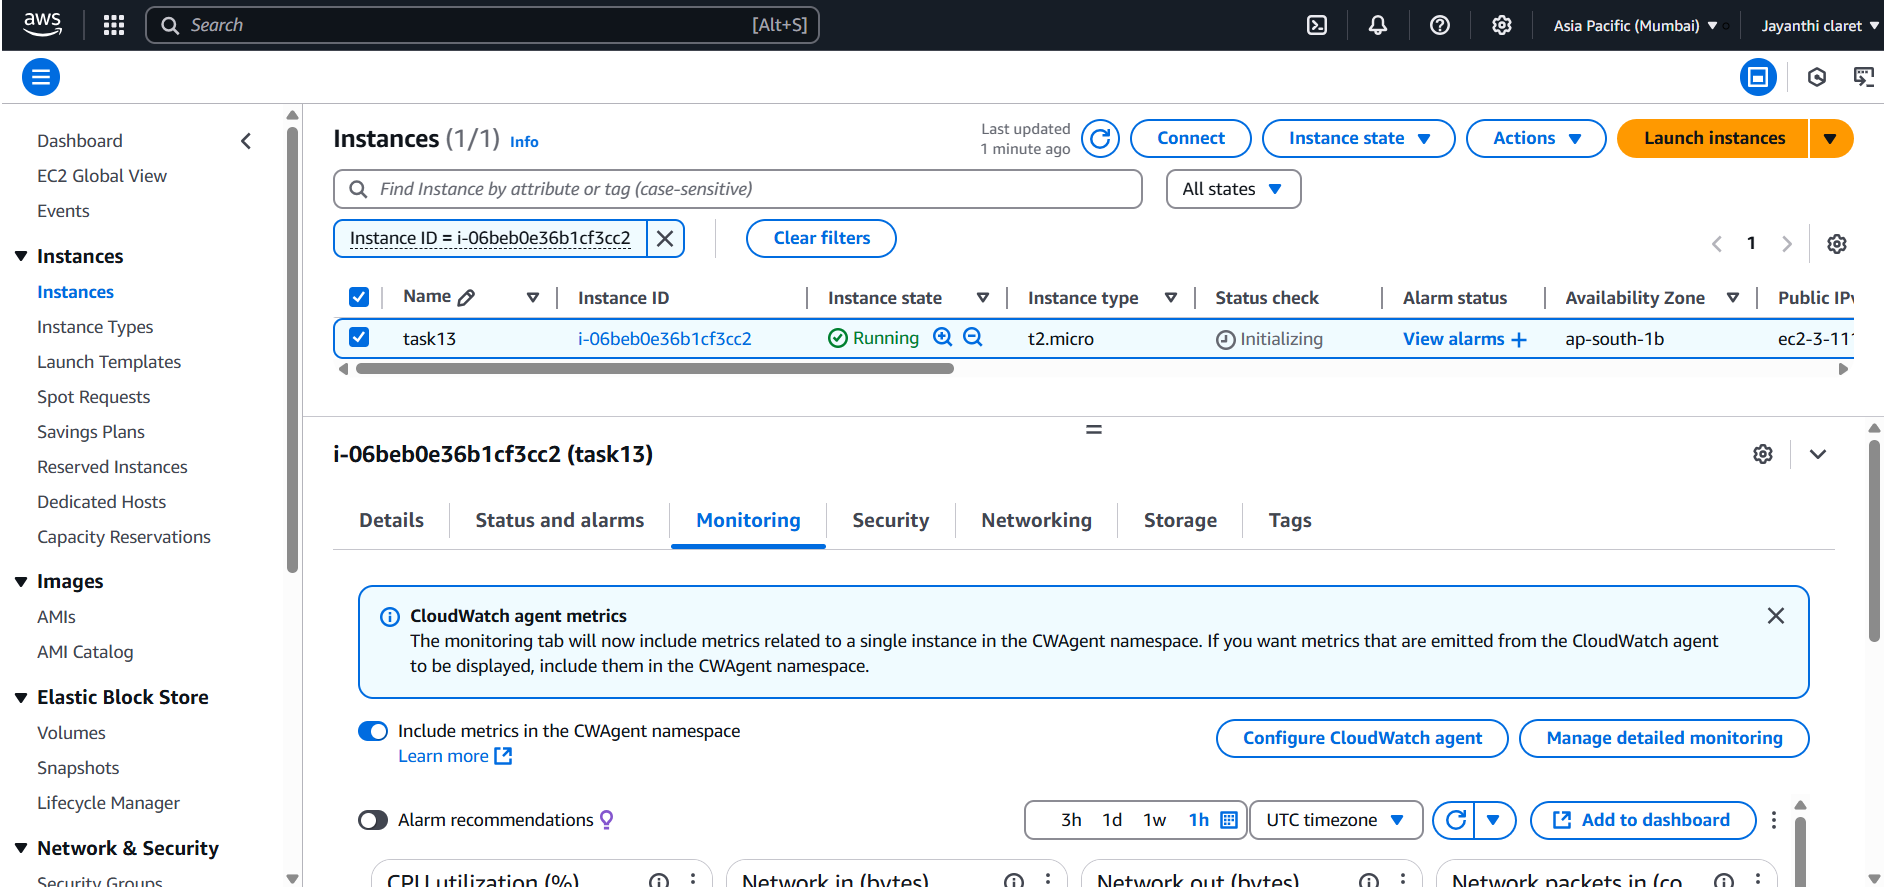 aws
Search [Alt+S]
Asia Pacific (Mumbai)
Jayanthi claret
Dashboard
EC2 Global View
Events
Instances
Instances
Instance Types
Launch Templates
Spot Requests
Savings Plans
Reserved Instances
Dedicated Hosts
Capacity Reservations
Images
AMIs
AMI Catalog
Elastic Block Store
Volumes
Snapshots
Lifecycle Manager
Network & Security
Security Groups
Instances (1/1) Info
Last updated
1 minute ago
Connect
Instance state
Actions
Launch instances
Find Instance by attribute or tag (case-sensitive)
All states
Instance ID = i-06beb0e36b1cf3cc2
Clear filters
1
Name Instance ID Instance state Instance type Status check Alarm status Availability Zone Public IPv
task13 i-06beb0e36b1cf3cc2 Running t2.micro Initializing View alarms + ap-south-1b ec2-3-111
i-06beb0e36b1cf3cc2 (task13)
Details Status and alarms Monitoring Security Networking Storage Tags
CloudWatch agent metrics
The monitoring tab will now include metrics related to a single instance in the CWAgent namespace. If you want metrics that are emitted from the CloudWatch agent
to be displayed, include them in the CWAgent namespace.
Include metrics in the CWAgent namespace
Learn more
Configure CloudWatch agent
Manage detailed monitoring
Alarm recommendations
3h 1d 1w 1h
UTC timezone
Add to dashboard
CPU utilization (%) Network in (bytes) Network out (bytes) Network packets in (co